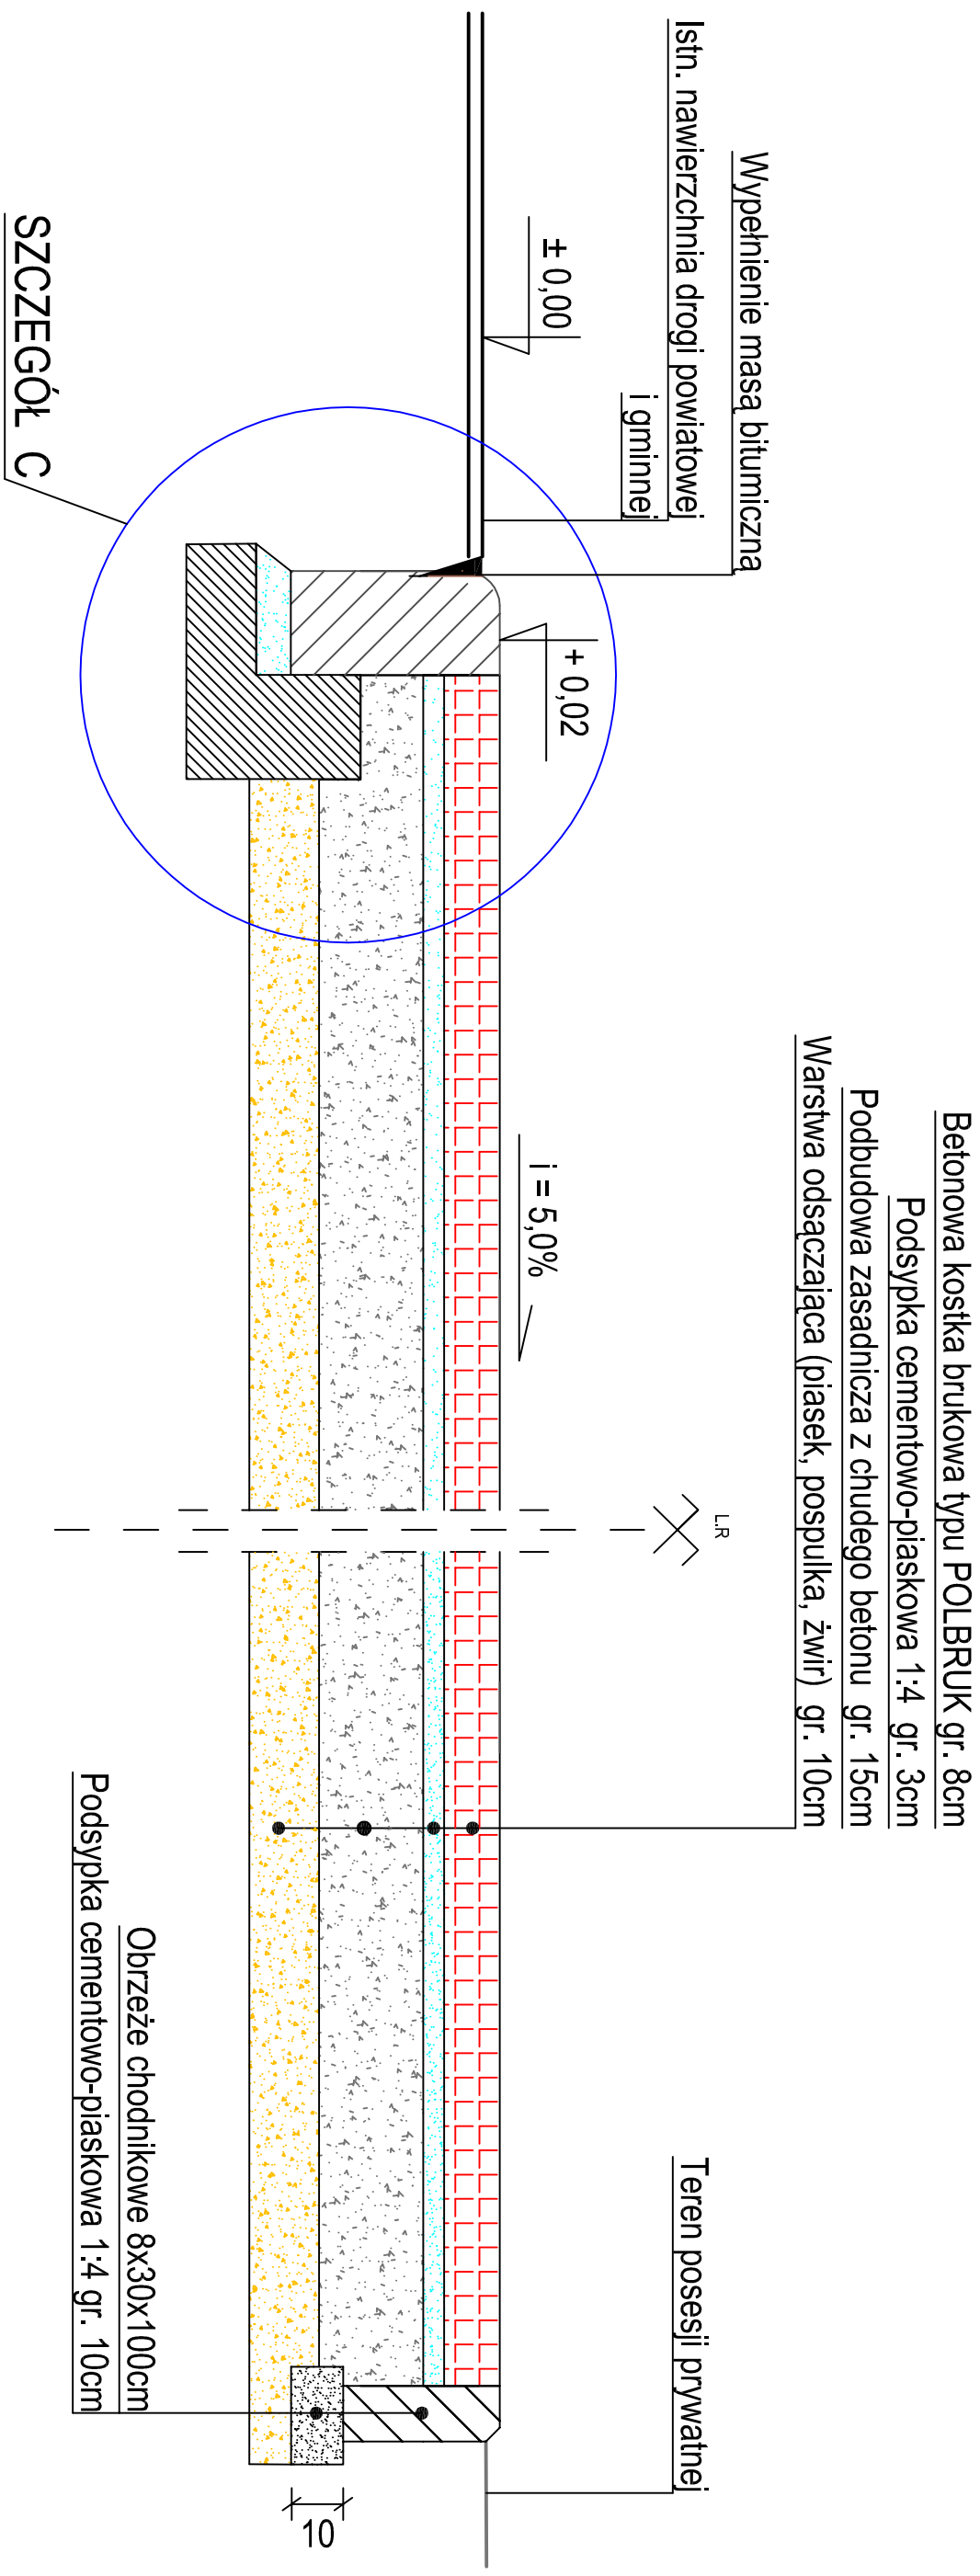 Betonowa kostka brukowa typu POLBRUK gr. 8cm
Podsypka cementowo-piaskowa 1:4 gr. 3cm
Podbudowa zasadnicza z chudego betonu gr. 15cm
Warstwa odsączająca (piasek, pospulka, żwir) gr. 10cm
Wypełnienie masą bitumiczną
Istn. nawierzchnia drogi powiatowej
i gminnej
L.R
Teren posesji prywatnej
± 0,00
+ 0,02
i = 5,0%
10
Obrzeże chodnikowe 8x30x100cm
Podsypka cementowo-piaskowa 1:4 gr. 10cm
SZCZEGÓŁ C